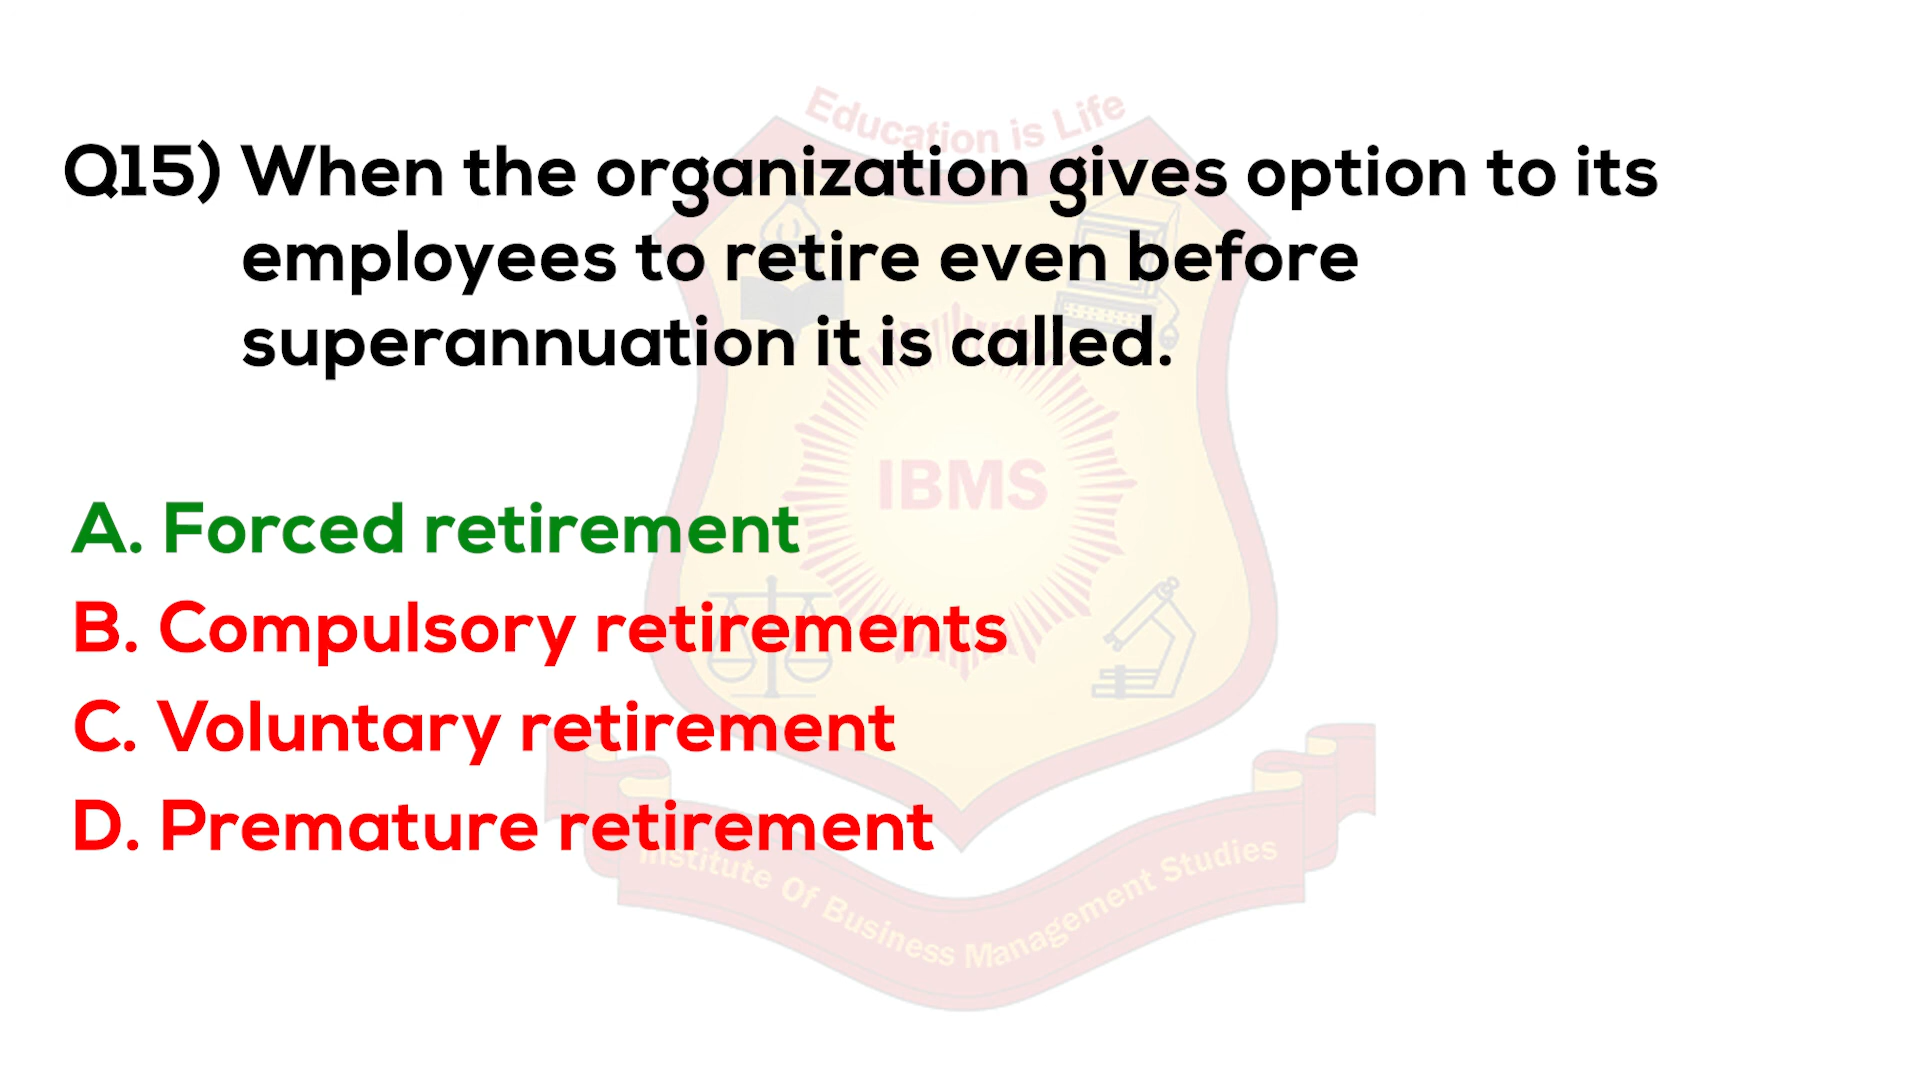 Education is Life
Q15) When the organization gives option to its
employees to retire even before
superannuation it is called.
IBMS
A. Forced retirement
B. Compulsory retirements
C. Voluntary retirement
D. Premature retirement
Institute Of Business Management Studies